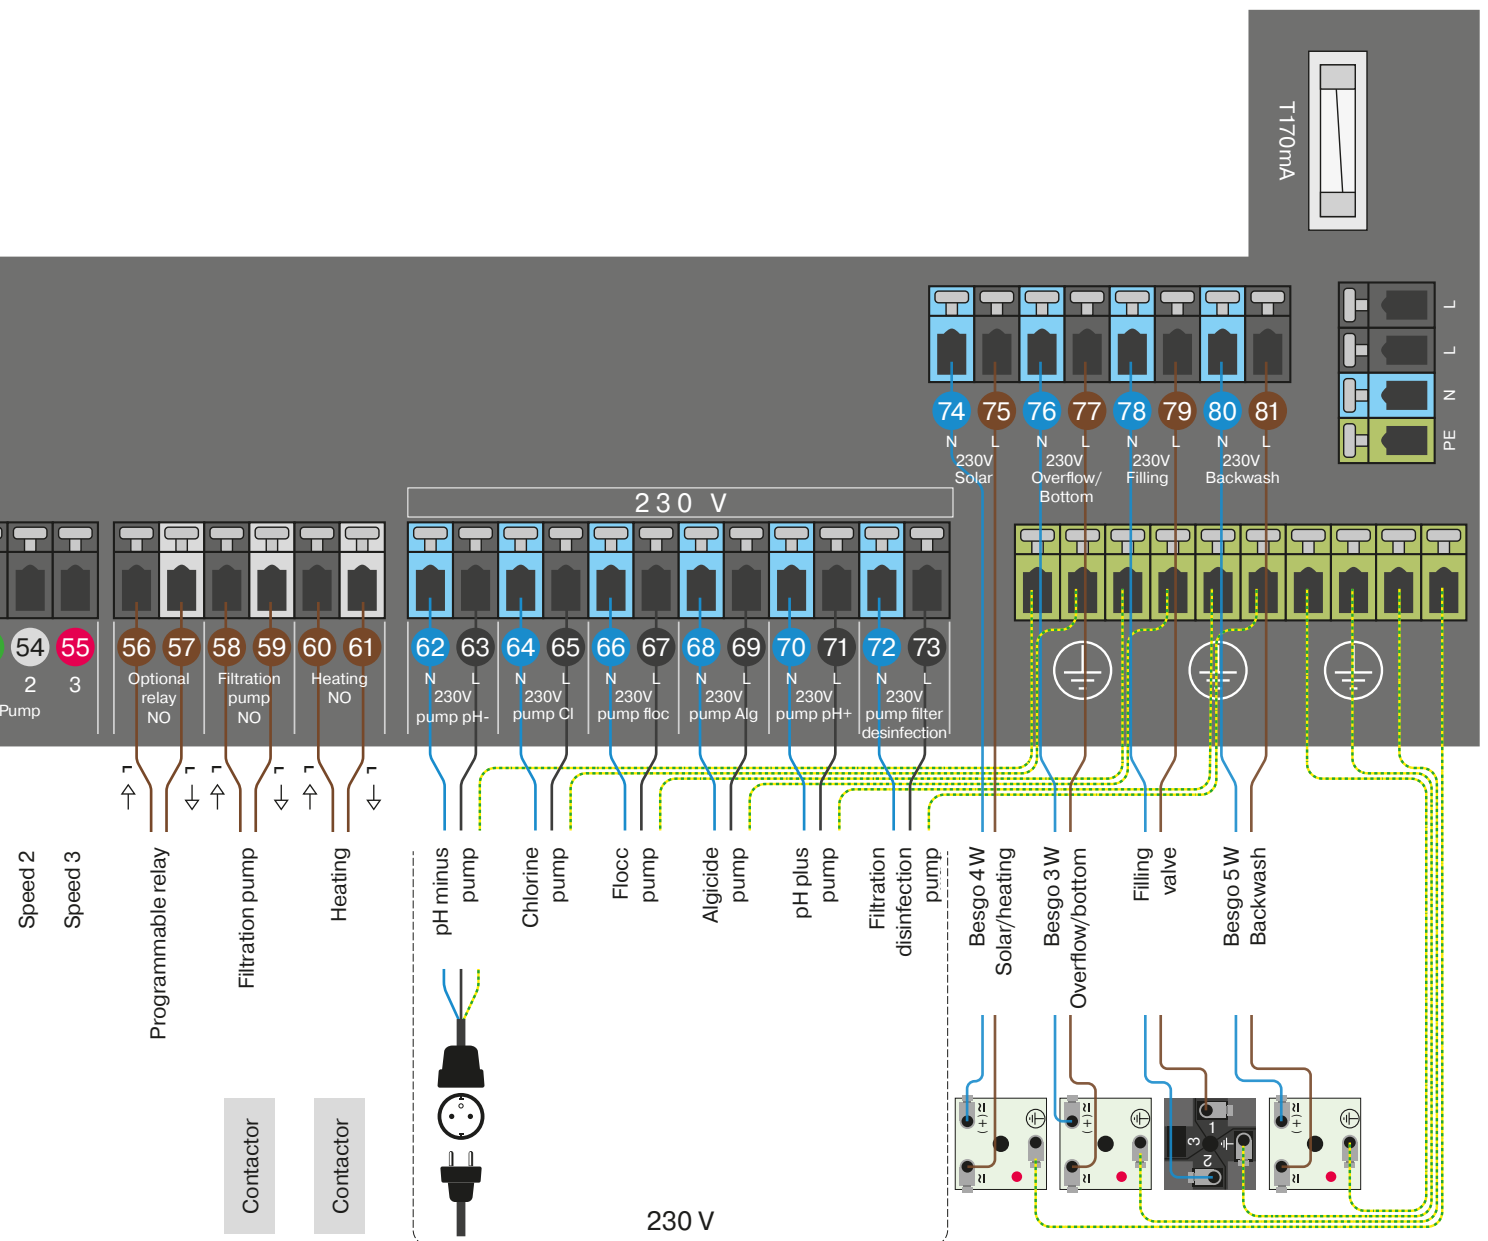 T170mA
L
L
N
PE
74 75 76 77 78 79 80 81
N L N L N L N L
230V
Solar
230V
Overflow/
Bottom
230V
Filling
230V
Backwash
230 V
54 55
2 3
Pump
56 57 58 59 60 61
Optional
relay
NO
Filtration
pump
NO
Heating
NO
62 63 64 65 66 67 68 69 70 71 72 73
N L N L N L N L N L N L
230V
pump pH-
230V
pump Cl
230V
pump floc
230V
pump Alg
230V
pump pH+
230V
pump filter
desinfection
L L L L L L
Speed 2
Speed 3
Programmable relay
Filtration pump
Heating
pH minus
pump
Chlorine
pump
Flocc
pump
Algicide
pump
pH plus
pump
Filtration
disinfection
pump
Besgo 4 W
Solar/heating
Besgo 3 W
Overflow/bottom
Filling
valve
Besgo 5 W
Backwash
Contactor
Contactor
230 V
(+)
(+)
1
2
3
(+)